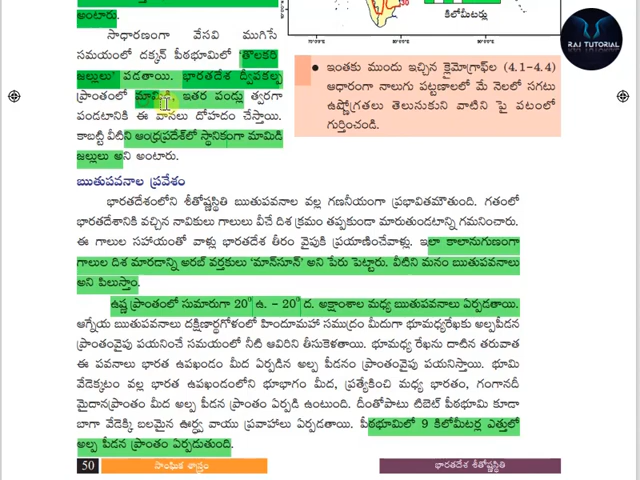 అంటారు.
సాధారణంగా వేసవి ముగిసే
సమయంలో దక్కన్ పీఠభూమిలో 'తొలకరి
జల్లులు' పడతాయి. భారతదేశ ద్వీపకల్ప
ప్రాంతంలో మామిడి, ఇతర పండ్లు త్వరగా
పండటానికి ఈ వానలు దోహదం చేస్తాయి.
కాబట్టి వీటిని ఆంధ్రప్రదేశ్‌లో స్థానికంగా మామిడి
జల్లులు అని అంటారు.
కిలోమీటర్లు
RAJ TUTORIAL
● ఇంతకు ముందు ఇచ్చిన క్లైమోగ్రాఫ్‌ల (4.1-4.4)
ఆధారంగా నాలుగు పట్టణాలలో మే నెలలో సగటు
ఉష్ణోగ్రతలు తెలుసుకుని వాటిని పై పటంలో
గుర్తించండి.
ఋతుపవనాల ప్రవేశం
భారతదేశంలోని శీతోష్ణస్థితి ఋతుపవనాల వల్ల గణనీయంగా ప్రభావితమౌతుంది. గతంలో
భారతదేశానికి వచ్చిన నావికులు గాలులు వీచే దిశ క్రమం తప్పకుండా మారుతుండటాన్ని గమనించారు.
ఈ గాలుల సహాయంతో వాళ్లు భారతదేశ తీరం వైపుకి ప్రయాణించేవాళ్లు. ఇలా కాలానుగుణంగా
గాలుల దిశ మారడాన్ని అరబ్ వర్తకులు 'మాన్‌సూన్' అని పేరు పెట్టారు. వీటిని మనం ఋతుపవనాలు
అని పిలుస్తాం.
ఉష్ణ ప్రాంతంలో సుమారుగా 20° ఉ. – 20° ద. అక్షాంశాల మధ్య ఋతుపవనాలు ఏర్పడతాయి.
ఆగ్నేయ ఋతుపవనాలు దక్షిణార్ధగోళంలో హిందూమహా సముద్రం మీదుగా భూమధ్యరేఖకు అల్పపీడన
ప్రాంతంవైపు పయనించే సమయంలో నీటి ఆవిరిని తీసుకెళతాయి. భూమధ్య రేఖను దాటిన తరువాత
ఈ పవనాలు భారత ఉపఖండం మీద ఏర్పడిన అల్ప పీడనం ప్రాంతంవైపు పయనిస్తాయి. భూమి
వేడెక్కటం వల్ల భారత ఉపఖండంలోని భూభాగం మీద, ప్రత్యేకించి మధ్య భారతం, గంగానది
మైదానప్రాంతం మీద అల్ప పీడన ప్రాంతం ఏర్పడి ఉంటుంది. దీంతోపాటు టిబెట్ పీఠభూమి కూడా
బాగా వేడెక్కి బలమైన ఊర్ధ్వ వాయు ప్రవాహాలు ఏర్పడతాయి. పీఠభూమిలో 9 కిలోమీటర్ల ఎత్తులో
అల్ప పీడన ప్రాంతం ఏర్పడుతుంది.
50 సాంఘిక శాస్త్రం
భారతదేశ శీతోష్ణస్థితి